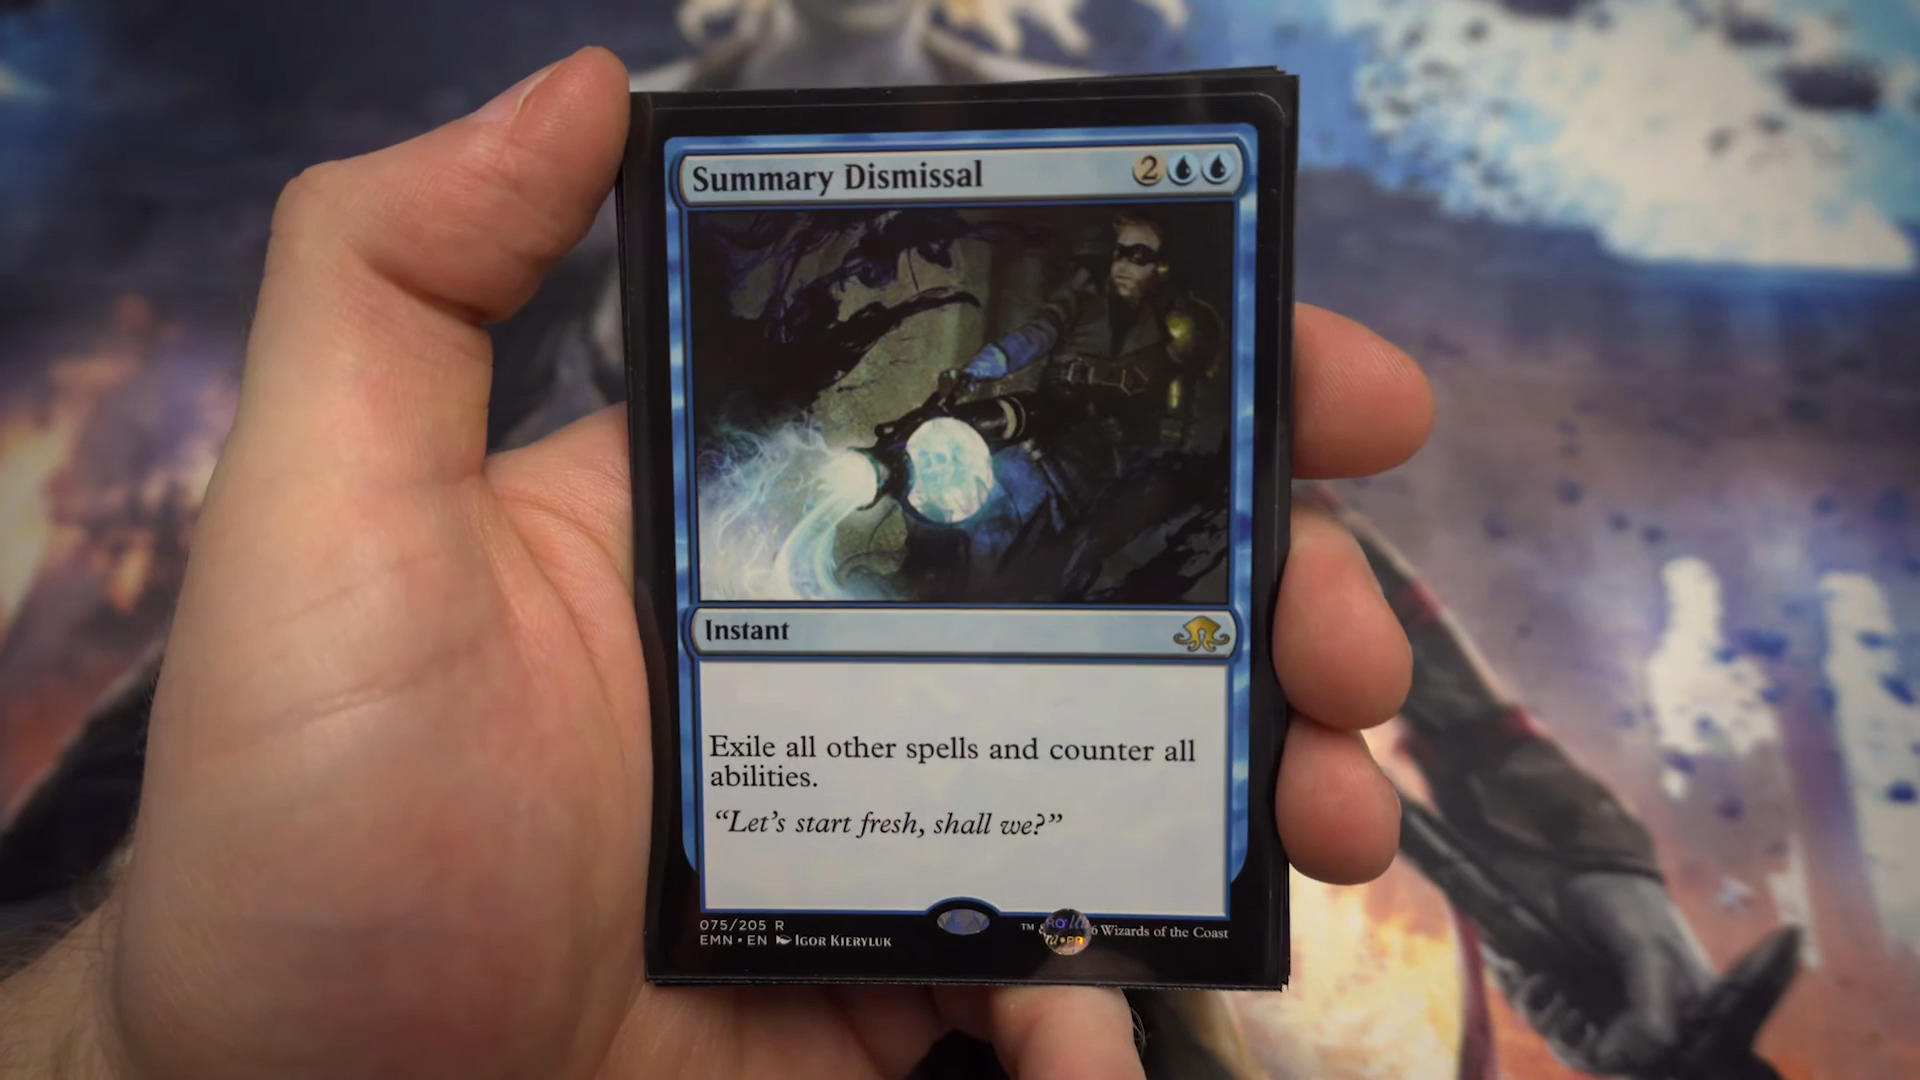 Summary Dismissal 2
Instant
Exile all other spells and counter all
abilities.
“Let’s start fresh, shall we?”
075/205 R
EMN • EN Igor Kieryluk
™ & 6 Wizards of the Coast